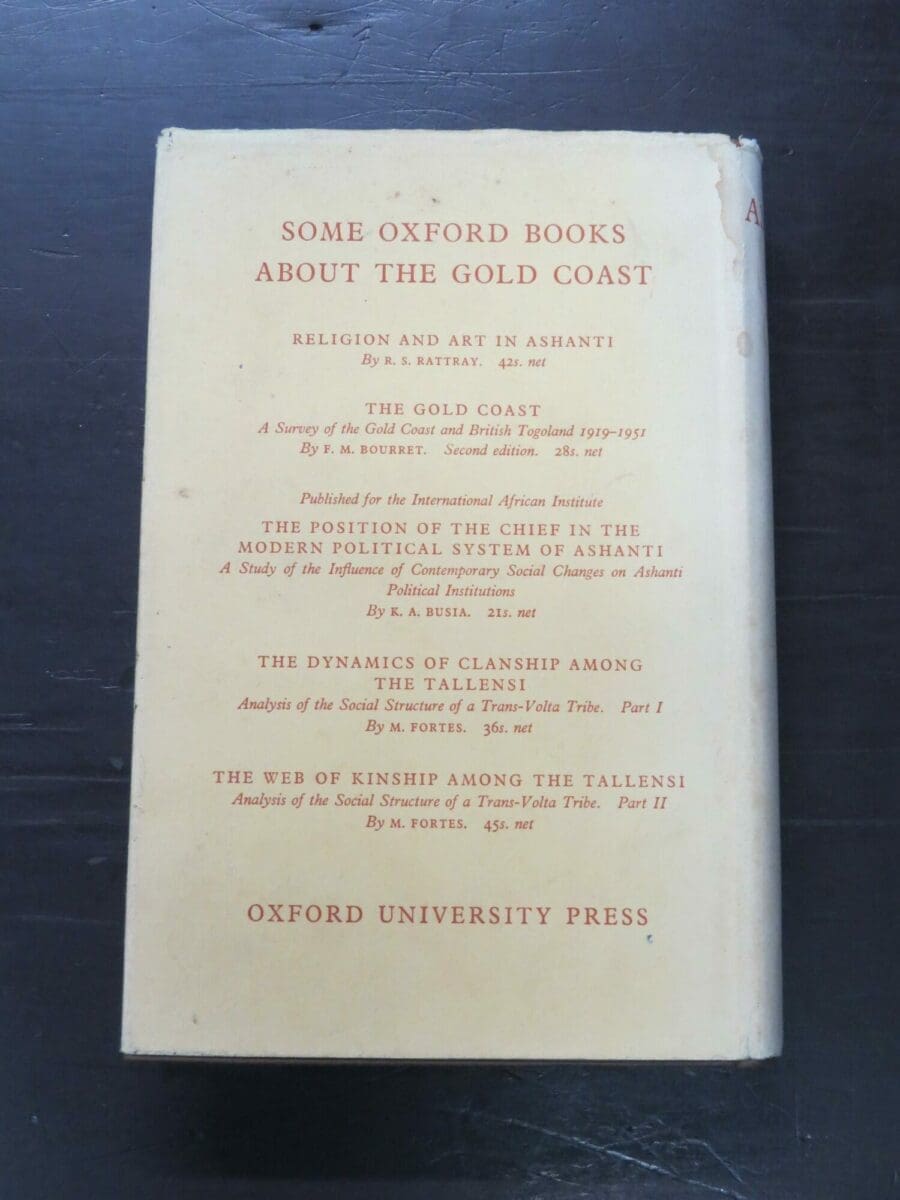 SOME OXFORD BOOKS
ABOUT THE GOLD COAST
RELIGION AND ART IN ASHANTI
By R. S. RATTRAY. 42s. net
THE GOLD COAST
A Survey of the Gold Coast and British Togoland 1919–1951
By F. M. BOURRET. Second edition. 28s. net
Published for the International African Institute
THE POSITION OF THE CHIEF IN THE
MODERN POLITICAL SYSTEM OF ASHANTI
A Study of the Influence of Contemporary Social Changes on Ashanti
Political Institutions
By K. A. BUSIA. 21s. net
THE DYNAMICS OF CLANSHIP AMONG
THE TALLENSI
Analysis of the Social Structure of a Trans-Volta Tribe. Part I
By M. FORTES. 36s. net
THE WEB OF KINSHIP AMONG THE TALLENSI
Analysis of the Social Structure of a Trans-Volta Tribe. Part II
By M. FORTES. 45s. net
OXFORD UNIVERSITY PRESS